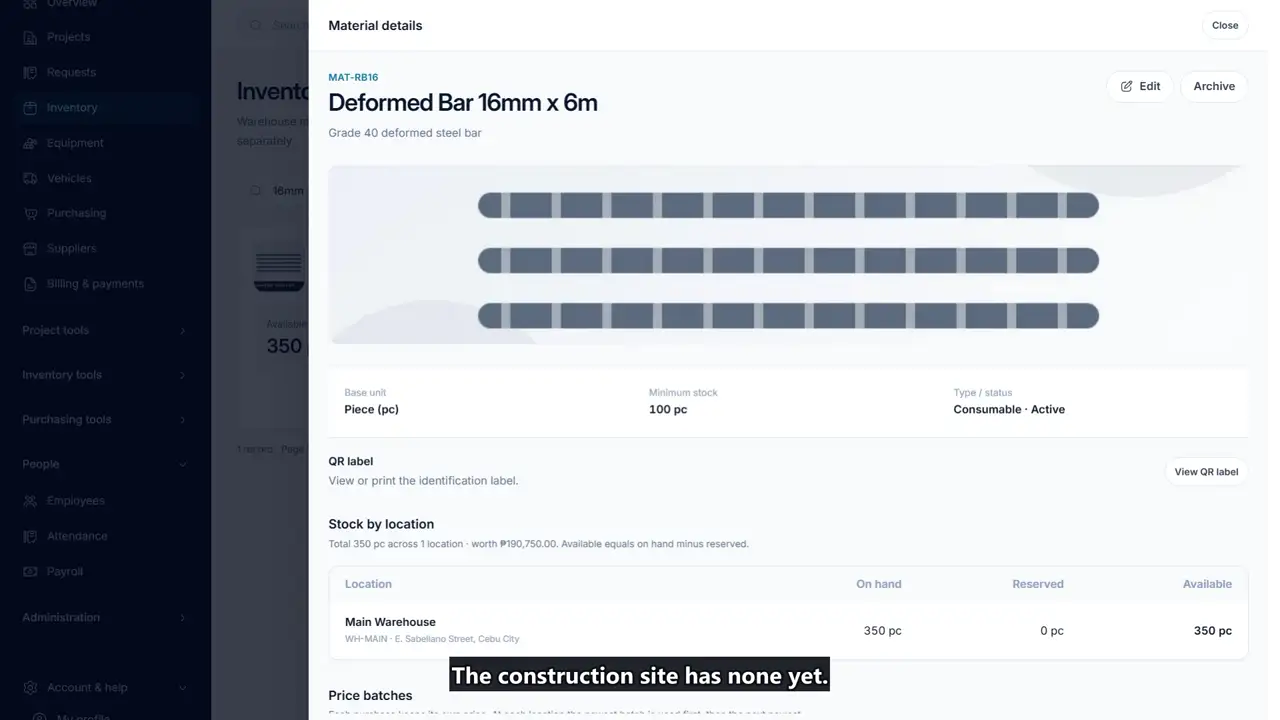 Overview
Projects
Requests
Inventory
Equipment
Vehicles
Purchasing
Suppliers
Billing & payments
Project tools
Inventory tools
Purchasing tools
People
Employees
Attendance
Payroll
Administration
Account & help
My profile
separately
16mm
Available
350
Material details
Close
MAT-RB16
Deformed Bar 16mm x 6m
Edit
Archive
Grade 40 deformed steel bar
Base unit
Minimum stock
Type / status
Piece (pc)
100 pc
Consumable · Active
QR label
View or print the identification label.
View QR label
Stock by location
Total 350 pc across 1 location · worth ₱190,750.00. Available equals on hand minus reserved.
Location
On hand
Reserved
Available
Main Warehouse
WH-MAIN · E. Sabellano Street, Cebu City
350 pc
0 pc
350 pc
The construction site has none yet.
Price batches